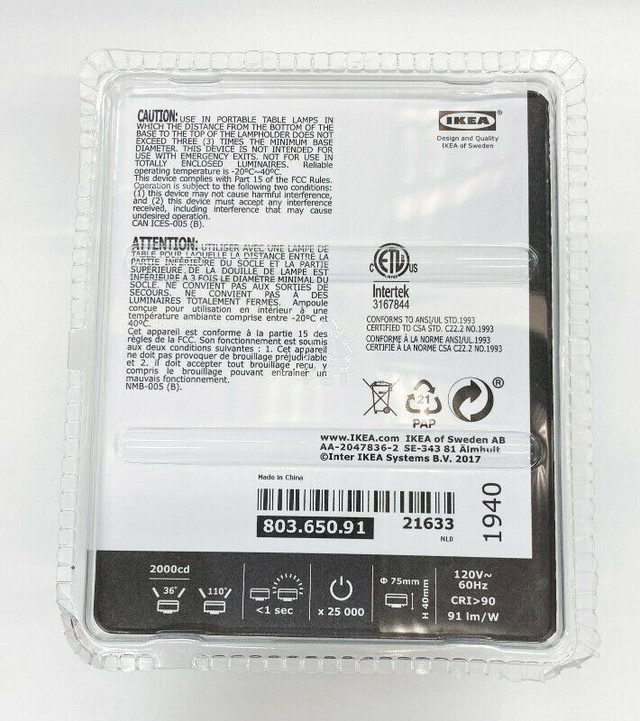 CAUTION: USE IN PORTABLE TABLE LAMPS IN
WHICH THE DISTANCE FROM THE BOTTOM OF THE
BASE TO THE TOP OF THE LAMPHOLDER DOES NOT
EXCEED THREE (3) TIMES THE MINIMUM BASE
DIAMETER. THIS DEVICE IS NOT INTENDED FOR
USE WITH EMERGENCY EXITS. NOT FOR USE IN
TOTALLY ENCLOSED LUMINAIRES. Reliable
operating temperature is -20ºC~40ºC.
This device complies with Part 15 of the FCC Rules.
Operation is subject to the following two conditions:
(1) this device may not cause harmful interference,
and (2) this device must accept any interference
received, including interference that may cause
undesired operation.
CAN ICES-005 (B).
ATTENTION: UTILISER AVEC UNE LAMPE DE
TABLE POUR LAQUELLE LA DISTANCE ENTRE LA
PARTIE INFÉRIEURE DU SOCLE ET LA PARTIE
SUPÉRIEURE DE LA DOUILLE DE LAMPE EST
INFÉRIEURE À 3 FOIS LE DIAMÈTRE MINIMAL DU
SOCLE. NE CONVIENT PAS AUX SORTIES DE
SECOURS. NE CONVIENT PAS À DES
LUMINAIRES TOTALEMENT FERMÉS. Ampoule
conçue pour utilisation en intérieur à une
température ambiante comprise entre -20ºC et
40ºC.
Cet appareil est conforme à la partie 15 des
règles de la FCC. Son fonctionnement est soumis
aux deux conditions suivantes : 1. Cet appareil
ne doit pas provoquer de brouillage préjudiciable
et 2. il doit accepter tout brouillage reçu, y
compris le brouillage pouvant entraîner un
mauvais fonctionnement.
NMB-005 (B).
IKEA®
Design and Quality
IKEA of Sweden
C ETL US
Intertek
3167844
CONFORMS TO ANSI/UL STD.1993
CERTIFIED TO CSA STD. C22.2 NO.1993
CONFORME À LA NORME ANSI/UL.1993
CERTIFIÉ À LA NORME CSA C22.2 NO.1993
21
PAP
®
www.IKEA.com IKEA of Sweden AB
AA-2047836-2 SE-343 81 Älmhult
©Inter IKEA Systems B.V. 2017
Made in China
803.650.91
21633
NLD
1940
2000cd
36°
110°
<1 sec
x 25 000
Φ 75mm
H 40mm
120V~
60Hz
CRI>90
91 lm/W